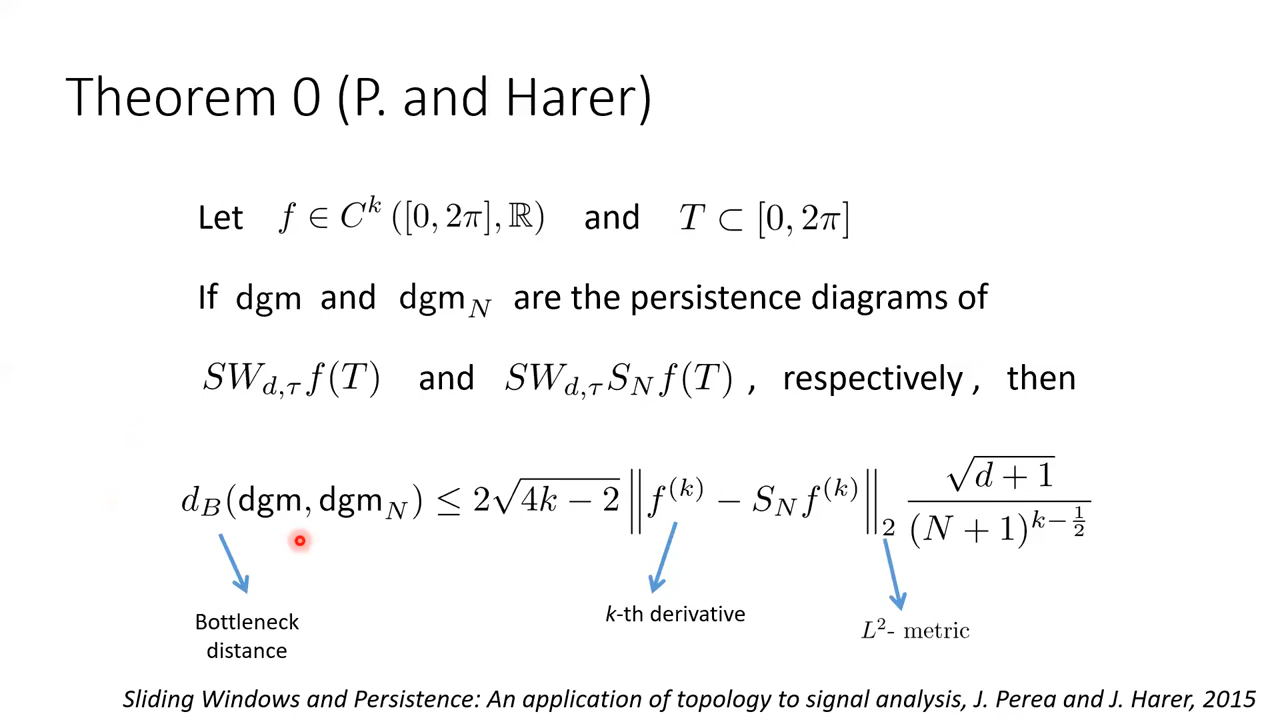 Theorem 0 (P. and Harer)
Let f ∈ C^k ([0, 2π], ℝ) and T ⊂ [0, 2π]
If dgm and dgm_N are the persistence diagrams of
SW_{d,τ} f(T) and SW_{d,τ} S_N f(T) , respectively , then
d_B(dgm, dgm_N) ≤ 2√(4k − 2) ‖f^{(k)} − S_N f^{(k)}‖_2 √(d + 1) / (N + 1)^{k−1/2}
Bottleneck
distance
k-th derivative
L²- metric
Sliding Windows and Persistence: An application of topology to signal analysis, J. Perea and J. Harer, 2015